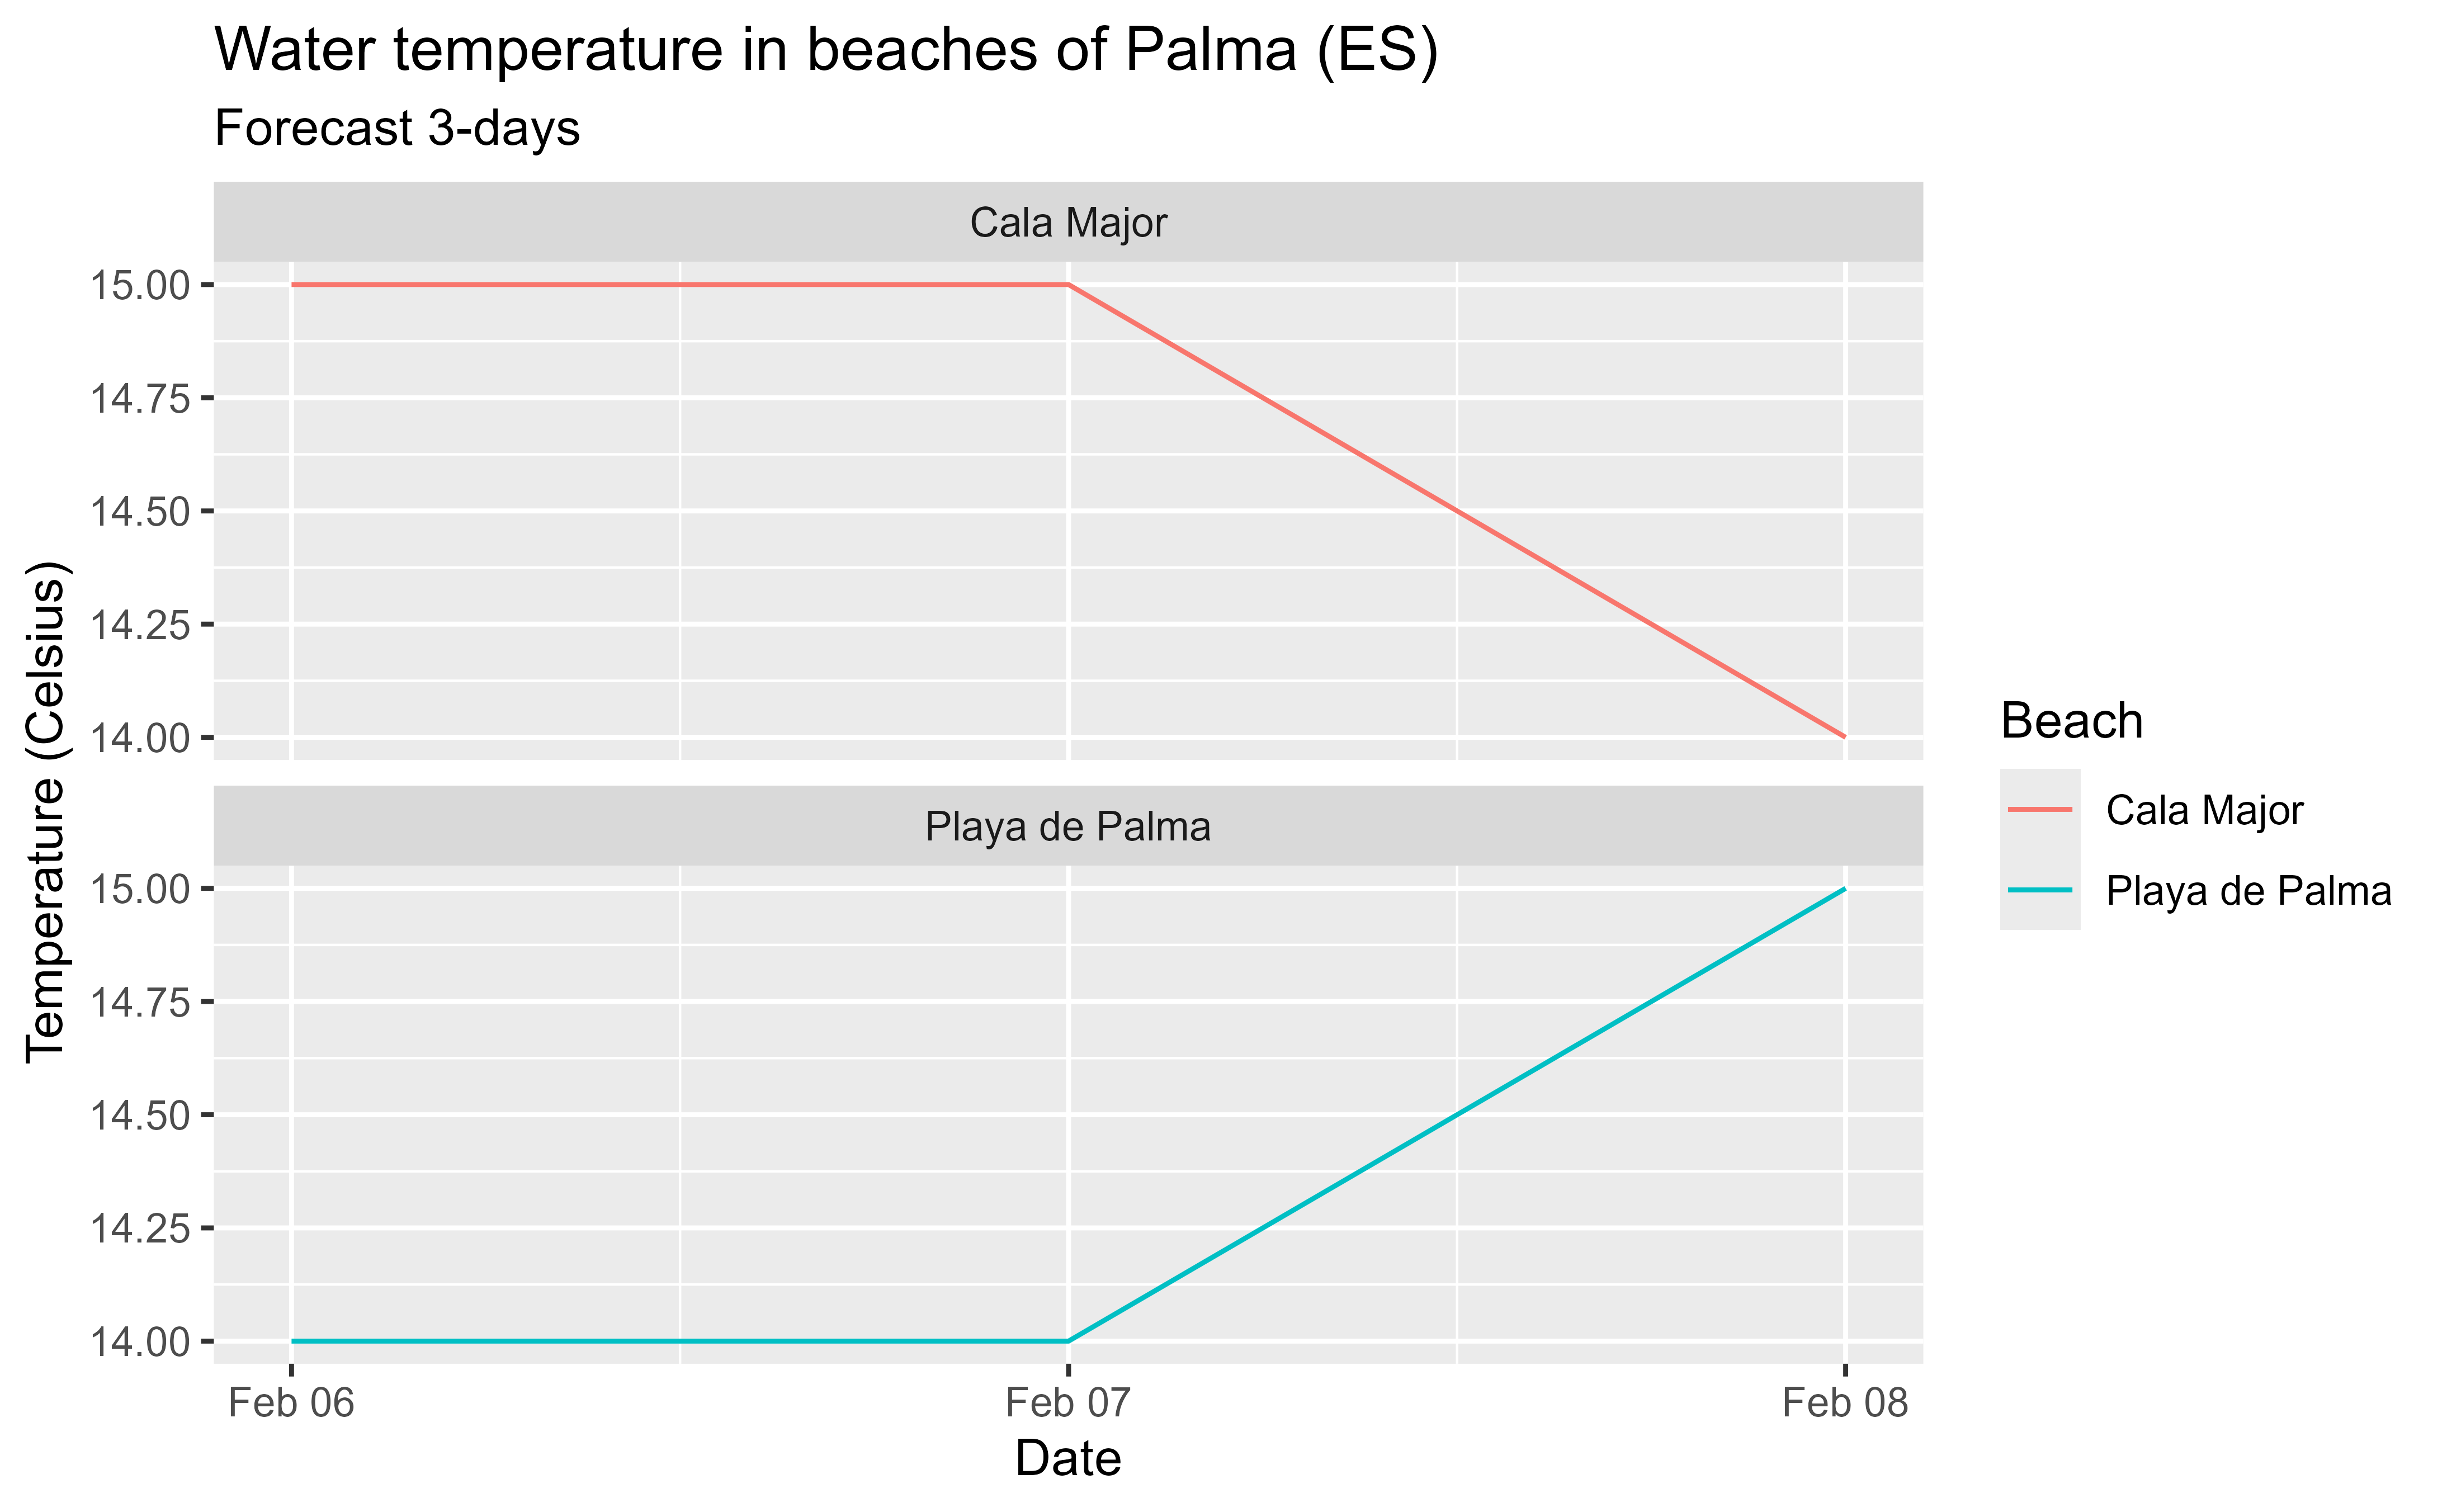 Water temperature in beaches of Palma (ES)
Forecast 3-days
Cala Major
15.00
14.75
14.50
14.25
14.00
Playa de Palma
15.00
14.75
14.50
14.25
14.00
Feb 06
Feb 07
Feb 08
Date
Temperature (Celsius)
Beach
Cala Major
Playa de Palma